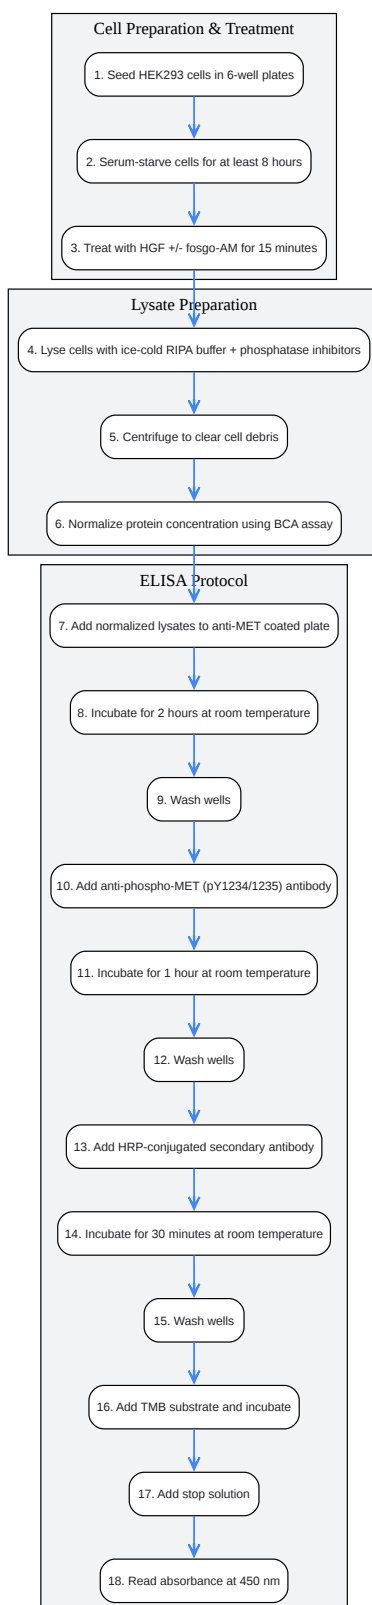 Cell Preparation & Treatment
1. Seed HEK293 cells in 6-well plates
2. Serum-starve cells for at least 8 hours
3. Treat with HGF +/- fosgo-AM for 15 minutes
Lysate Preparation
4. Lyse cells with ice-cold RIPA buffer + phosphatase inhibitors
5. Centrifuge to clear cell debris
6. Normalize protein concentration using BCA assay
ELISA Protocol
7. Add normalized lysates to anti-MET coated plate
8. Incubate for 2 hours at room temperature
9. Wash wells
10. Add anti-phospho-MET (pY1234/1235) antibody
11. Incubate for 1 hour at room temperature
12. Wash wells
13. Add HRP-conjugated secondary antibody
14. Incubate for 30 minutes at room temperature
15. Wash wells
16. Add TMB substrate and incubate
17. Add stop solution
18. Read absorbance at 450 nm